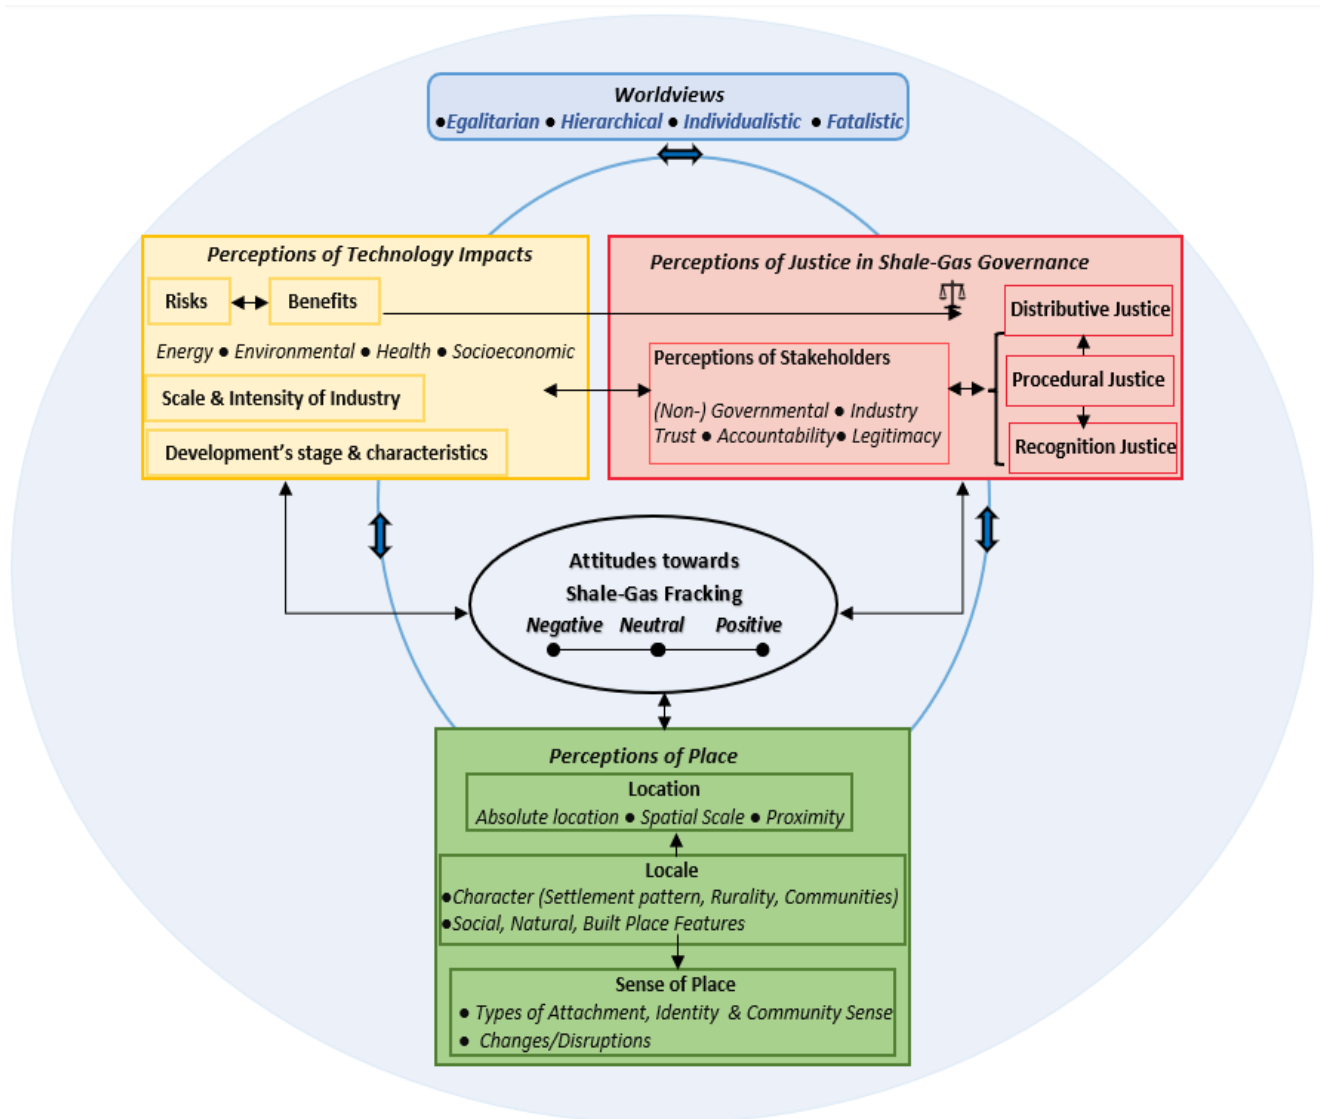 Worldviews
●Egalitarian ● Hierarchical ● Individualistic ● Fatalistic
Perceptions of Technology Impacts
Risks
Benefits
Energy ● Environmental ● Health ● Socioeconomic
Scale & Intensity of Industry
Development’s stage & characteristics
Perceptions of Justice in Shale-Gas Governance
Perceptions of Stakeholders
(Non-) Governmental ● Industry
Trust ● Accountability● Legitimacy
Distributive Justice
Procedural Justice
Recognition Justice
Attitudes towards
Shale-Gas Fracking
Negative Neutral Positive
Perceptions of Place
Location
Absolute location ● Spatial Scale ● Proximity
Locale
●Character (Settlement pattern, Rurality, Communities)
●Social, Natural, Built Place Features
Sense of Place
● Types of Attachment, Identity & Community Sense
● Changes/Disruptions